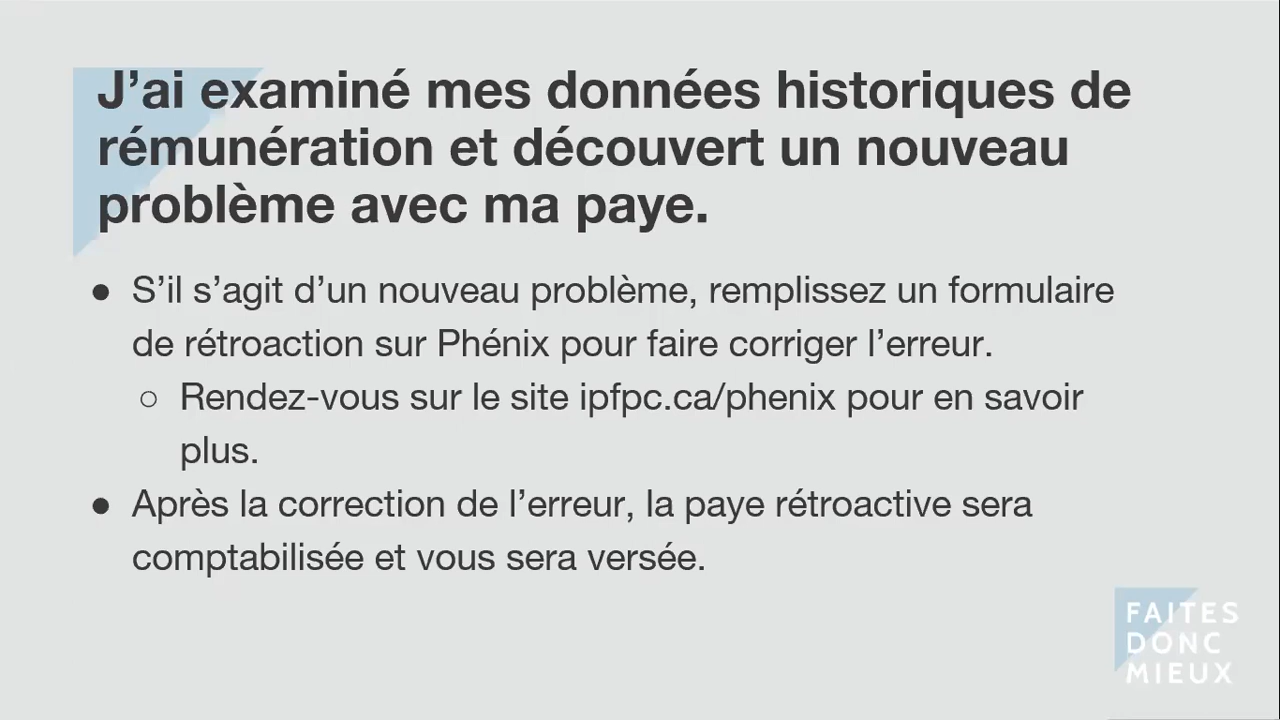 J’ai examiné mes données historiques de
rémunération et découvert un nouveau
problème avec ma paye.
● S’il s’agit d’un nouveau problème, remplissez un formulaire
de rétroaction sur Phénix pour faire corriger l’erreur.
○ Rendez-vous sur le site ipfpc.ca/phenix pour en savoir
plus.
● Après la correction de l’erreur, la paye rétroactive sera
comptabilisée et vous sera versée.
FAITES
DONC
MIEUX